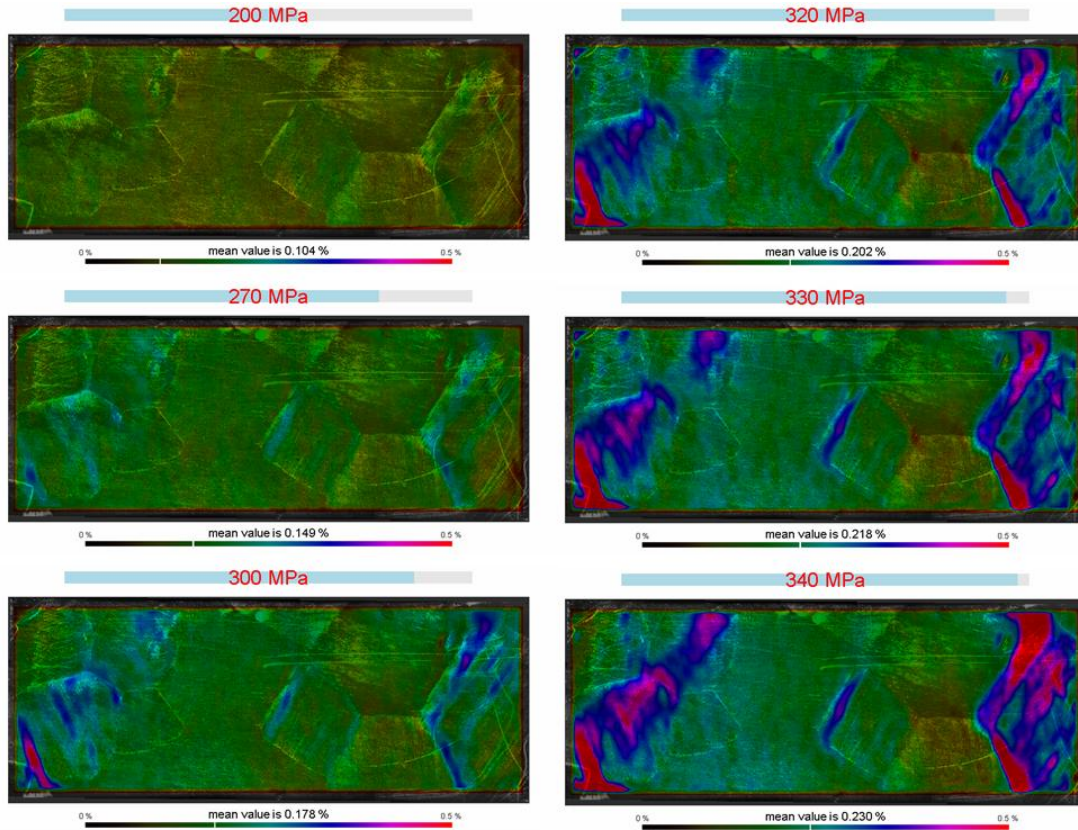 200 MPa
0 %
mean value is 0.104 %
0.5 %
270 MPa
0 %
mean value is 0.149 %
0.5 %
300 MPa
0 %
mean value is 0.178 %
0.5 %
320 MPa
0 %
mean value is 0.202 %
0.5 %
330 MPa
0 %
mean value is 0.218 %
0.5 %
340 MPa
0 %
mean value is 0.230 %
0.5 %